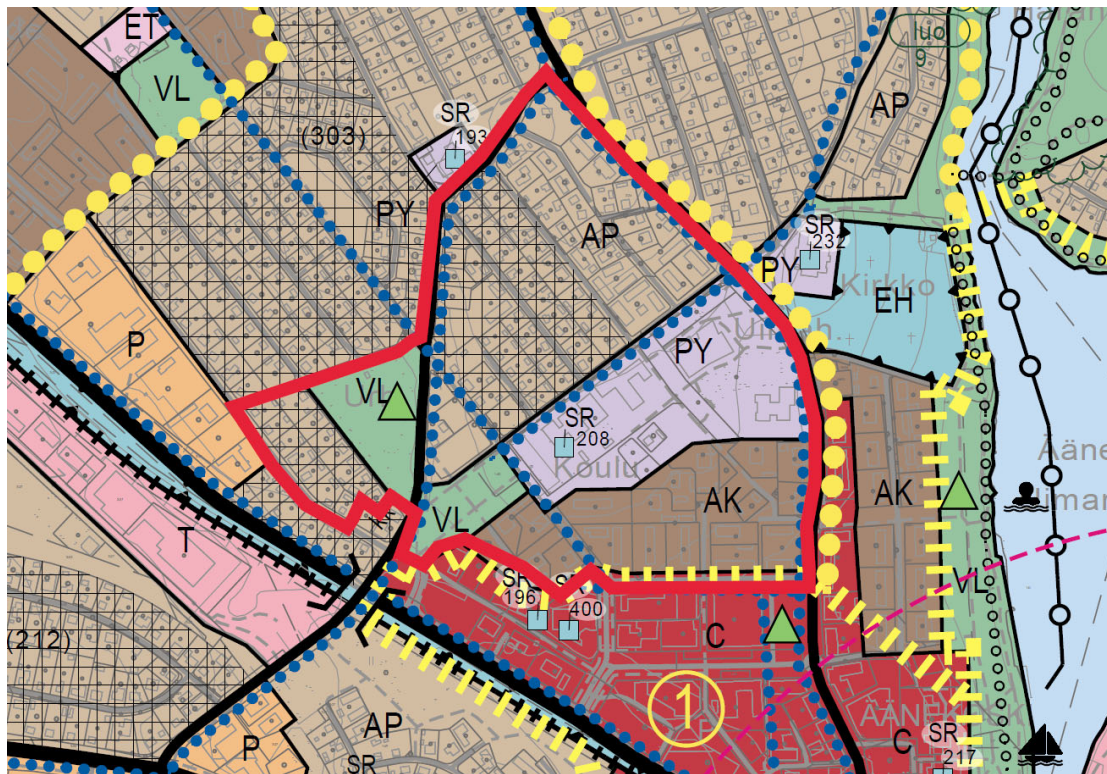 ET
luo
9
VL
AP
SR
193
(303)
PY
AP
SR
232
PY
Kirkko
EH
P
PY
VL
SR
208
Koulu
AK
AK
T
VL
SR
196
400
C
VL
(212)
1
AP
P
SR
C
SR
217